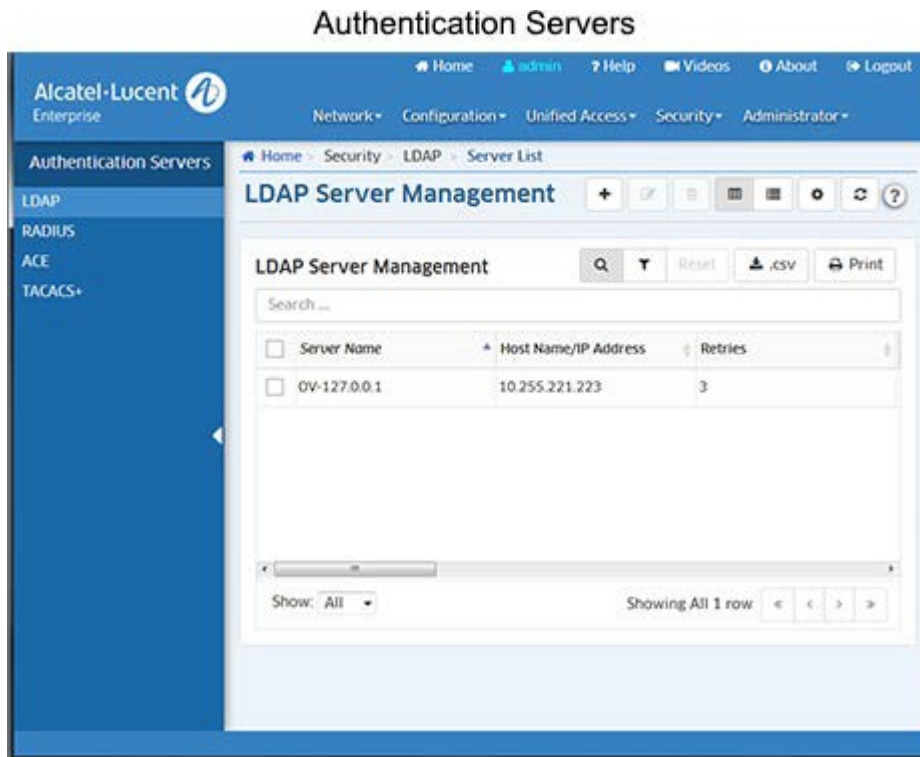 Authentication Servers
Home admin ? Help Videos About Logout
Alcatel·Lucent
Enterprise
Network Configuration Unified Access Security Administrator
Authentication Servers
Home > Security > LDAP > Server List
LDAP
LDAP Server Management
RADIUS
ACE
TACACS+
LDAP Server Management
Reset .csv Print
Search ...
Server Name Host Name/IP Address Retries
OV-127.0.0.1 10.255.221.223 3
Show: All Showing All 1 row « < > »